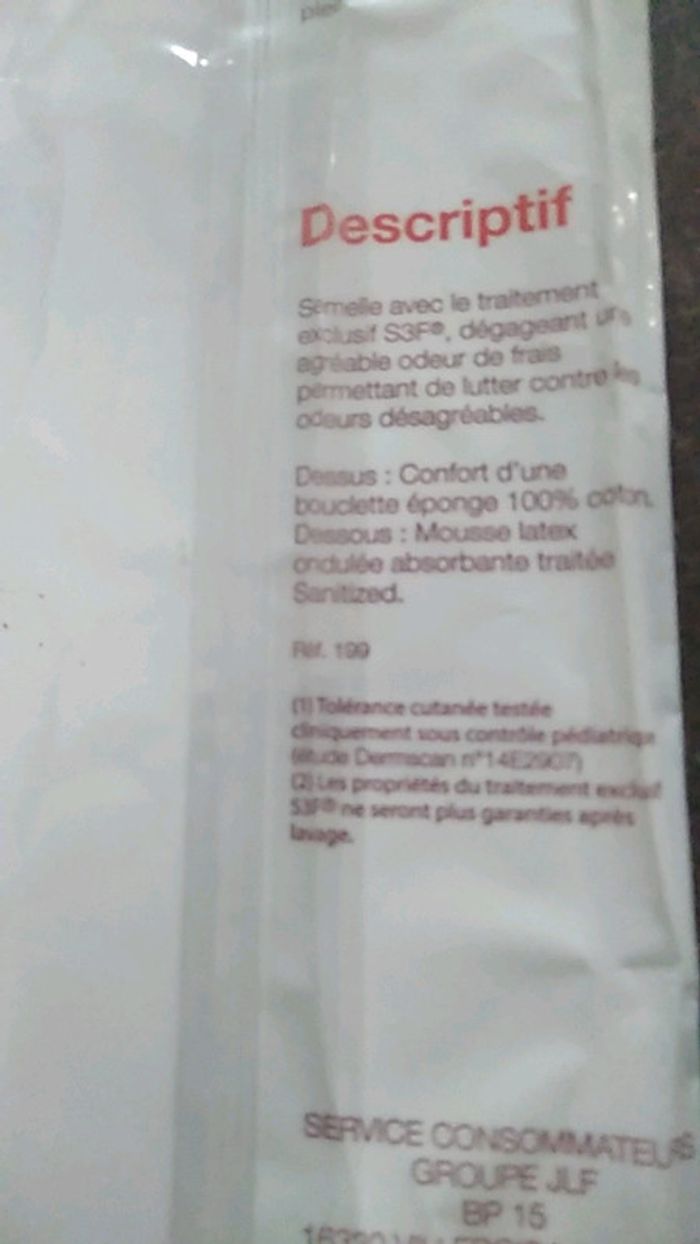 Descriptif
Semelle avec le traitement
exclusif S3F®, dégageant une
agréable odeur de frais
permettant de lutter contre les
odeurs désagréables.
Dessus : Confort d'une
bouclette éponge 100% coton.
Dessous : Mousse latex
ondulée absorbante traitée
Sanitized.
Réf. 199
(1) Tolérance cutanée testée
cliniquement sous contrôle pédiatrique
(étude Dermscan n°14E2907)
(2) Les propriétés du traitement exclusif
S3F® ne seront plus garanties après
lavage.
SERVICE CONSOMMATEURS
GROUPE JLF
BP 15